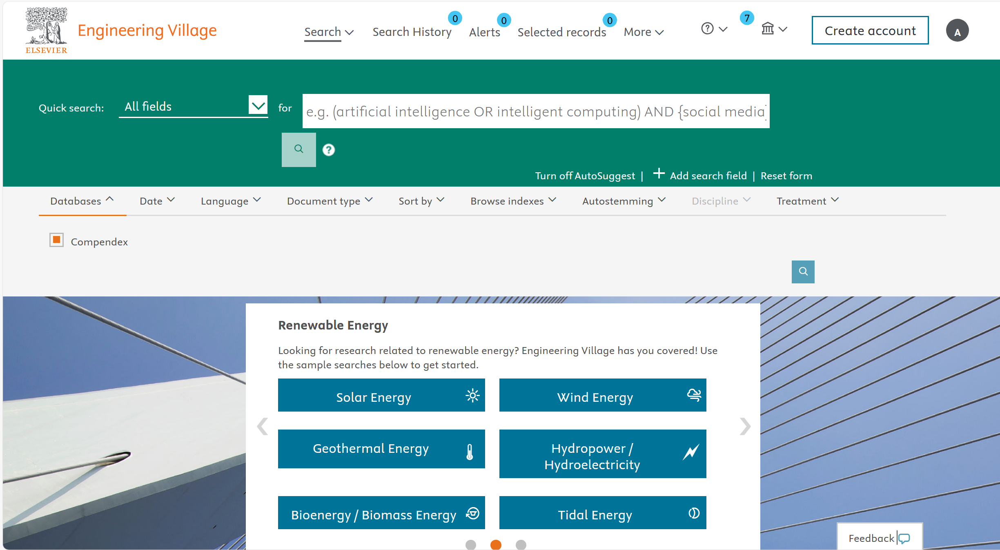 NON SOLUS
ELSEVIER
Engineering Village
Search
Search History
0
Alerts
0
Selected records
0
More
?
7
Create account
A
Quick search:
All fields
for
e.g. (artificial intelligence OR intelligent computing) AND {social media}
?
Turn off AutoSuggest |
+ Add search field |
Reset form
Databases
Date
Language
Document type
Sort by
Browse indexes
Autostemming
Discipline
Treatment
Compendex
Renewable Energy
Looking for research related to renewable energy? Engineering Village has you covered! Use
the sample searches below to get started.
Solar Energy
Wind Energy
Geothermal Energy
Hydropower /
Hydroelectricity
Bioenergy / Biomass Energy
Tidal Energy
Feedback